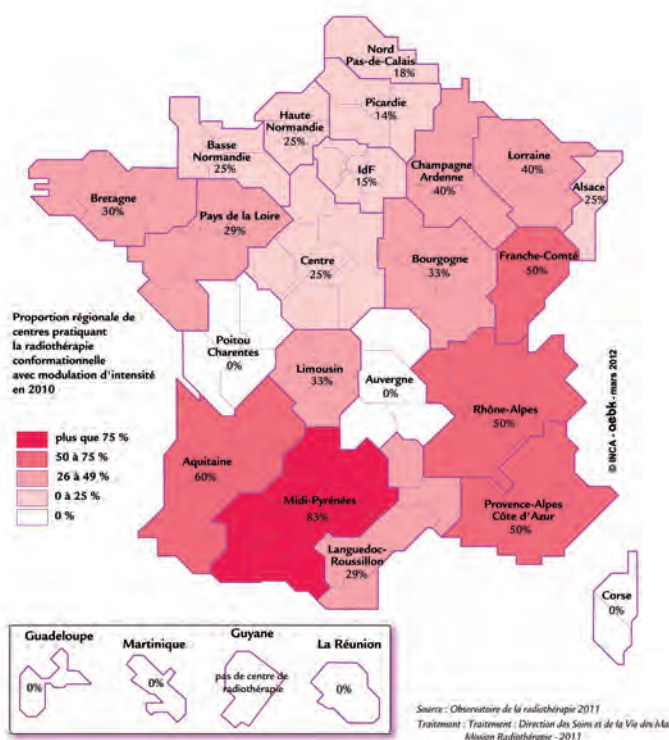 Nord
Pas-de-Calais
18%
Picardie
14%
Haute
Normandie
25%
Basse
Normandie
25%
IdF
15%
Champagne
Ardenne
40%
Lorraine
40%
Alsace
25%
Bretagne
30%
Pays de la Loire
29%
Centre
25%
Bourgogne
33%
Franche-Comté
50%
Proportion régionale de
centres pratiquant
la radiothérapie
conformationnelle
avec modulation d'intensité
en 2010
Poitou
Charentes
0%
Limousin
33%
Auvergne
0%
Rhône-Alpes
50%
© INCA - oebk - mars 2012
plus que 75 %
50 à 75 %
26 à 49 %
0 à 25 %
0 %
Aquitaine
60%
Midi-Pyrénées
83%
Provence-Alpes
Côte d'Azur
50%
Languedoc-
Roussillon
29%
Corse
0%
Guadeloupe
0%
Martinique
0%
Guyane
pas de centre de
radiothérapie
La Réunion
0%
Source : Observatoire de la radiothérapie 2011
Traitement : Traitement : Direction des Soins et de la Vie des Ma
Mission Radiothérapie - 2011